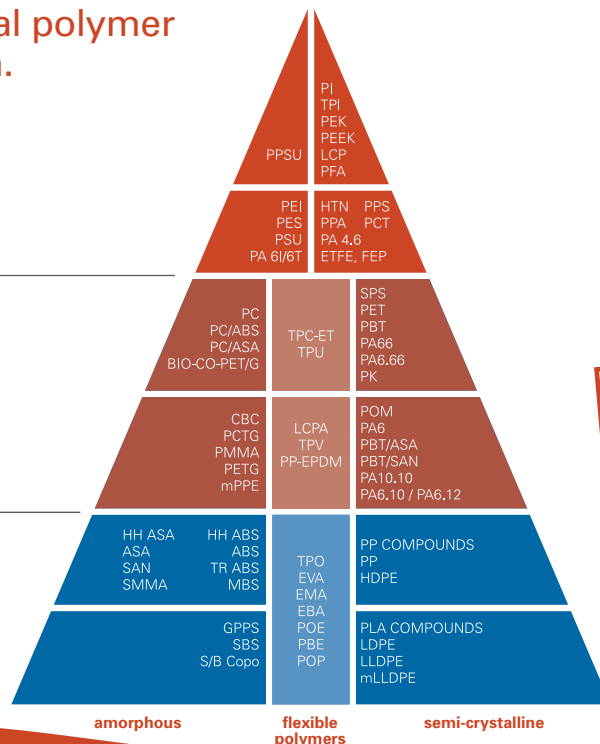 al polymer
n.
PPSU
PI
TPI
PEK
PEEK
LCP
PFA
PEI
PES
PSU
PA 6I/6T
HTN PPS
PPA PCT
PA 4.6
ETFE, FEP
PC
PC/ABS
PC/ASA
BIO-CO-PET/G
TPC-ET
TPU
SPS
PET
PBT
PA66
PA6.66
PK
CBC
PCTG
PMMA
PETG
mPPE
LCPA
TPV
PP-EPDM
POM
PA6
PBT/ASA
PBT/SAN
PA10.10
PA6.10 / PA6.12
HH ASA HH ABS
ASA ABS
SAN TR ABS
SMMA MBS
TPO
EVA
EMA
EBA
POE
PBE
POP
PP COMPOUNDS
PP
HDPE
GPPS
SBS
S/B Copo
PLA COMPOUNDS
LDPE
LLDPE
mLLDPE
amorphous
flexible
polymers
semi-crystalline